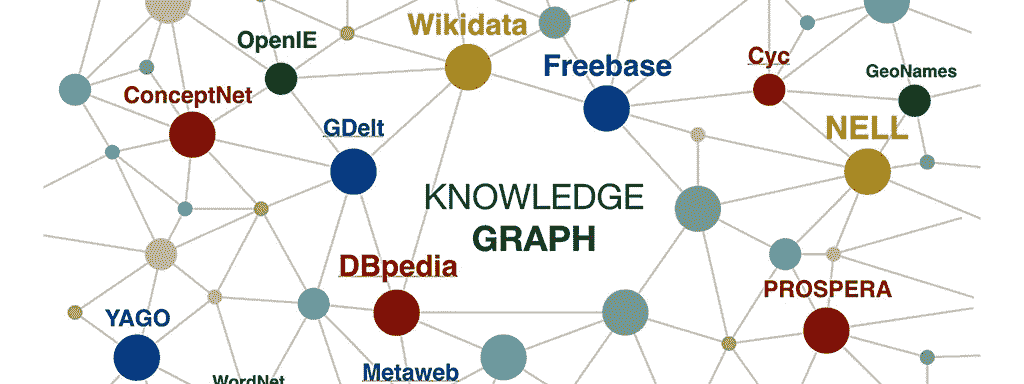 Wikidata
OpenIE
Freebase
Cyc
GeoNames
ConceptNet
GDelt
NELL
KNOWLEDGE
GRAPH
DBpedia
PROSPERA
YAGO
Metaweb
WordNet